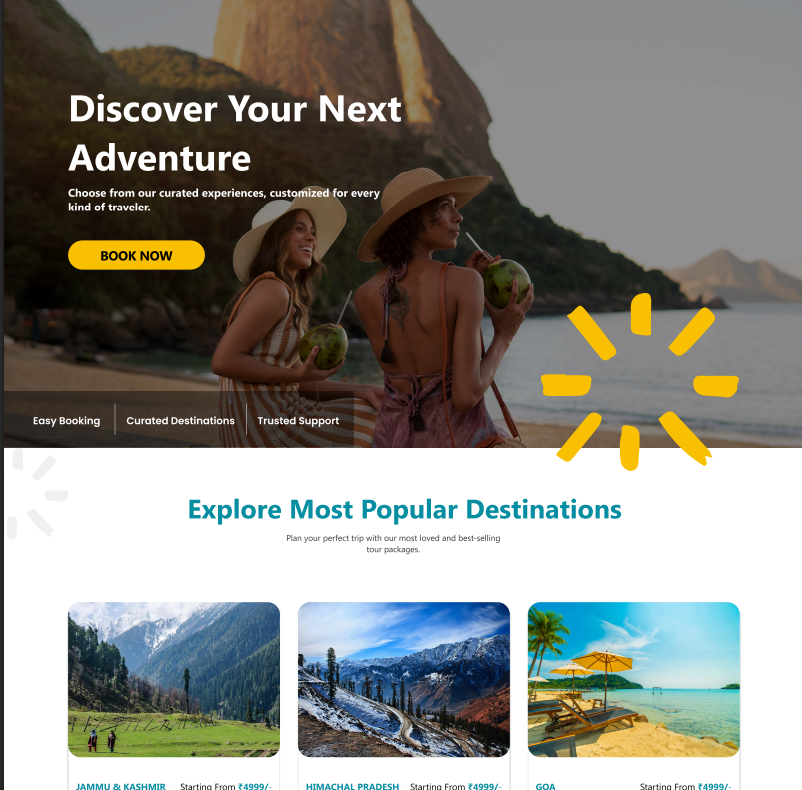 Discover Your Next
Adventure
Choose from our curated experiences, customized for every
kind of traveler.
BOOK NOW
Easy Booking
Curated Destinations
Trusted Support
Explore Most Popular Destinations
Plan your perfect trip with our most loved and best-selling
tour packages.
JAMMU & KASHMIR Starting From ₹4999/-
HIMACHAL PRADESH Starting From ₹4999/-
GOA Starting From ₹4999/-